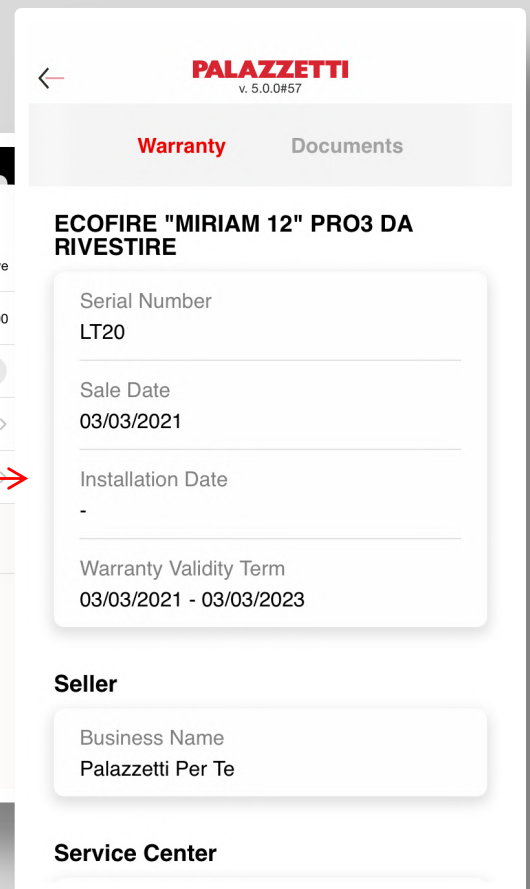 PALAZZETTI
v. 5.0.0#57
Warranty
Documents
ECOFIRE "MIRIAM 12" PRO3 DA
RIVESTIRE
Serial Number
LT20
Sale Date
03/03/2021
Installation Date
-
Warranty Validity Term
03/03/2021 - 03/03/2023
Seller
Business Name
Palazzetti Per Te
Service Center